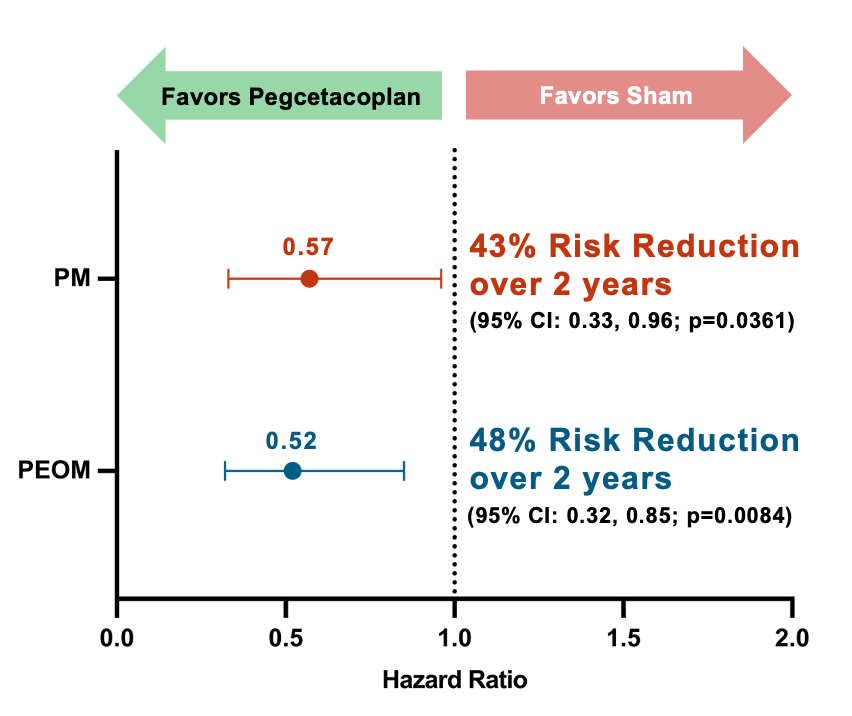 Favors Pegcetacoplan
Favors Sham
PM
0.57
43% Risk Reduction
over 2 years
(95% CI: 0.33, 0.96; p=0.0361)
PEOM
0.52
48% Risk Reduction
over 2 years
(95% CI: 0.32, 0.85; p=0.0084)
0.0 0.5 1.0 1.5 2.0
Hazard Ratio